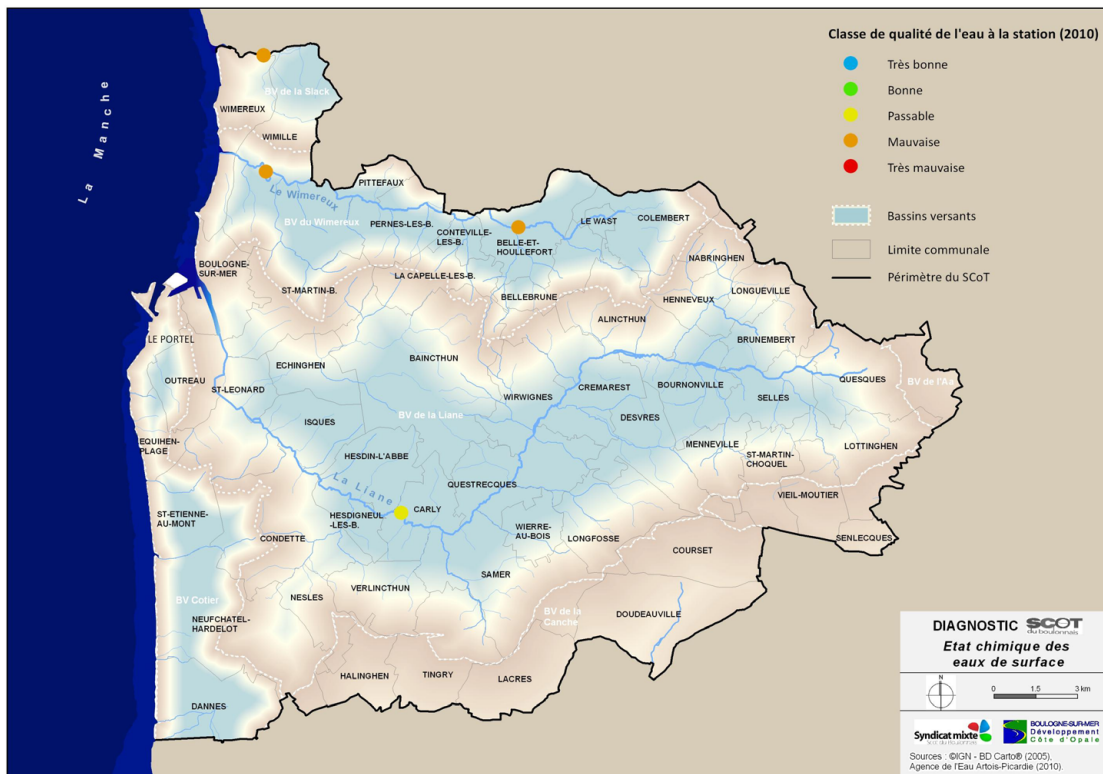 Classe de qualité de l'eau à la station (2010)
Très bonne
Bonne
Passable
Mauvaise
Très mauvaise
Bassins versants
Limite communale
Périmètre du SCoT
La Manche
BV de la Slack
WIMEREUX
WIMILLE
PITTEFAUX
Le Wimereux
BV du Wimereux
PERNES-LES-B.
CONTEVILLE-
LES-B.
BELLE-ET-
HOULLEFORT
LE WAST
COLEMBERT
NABRINGHEN
BOULOGNE-
SUR-MER
ST-MARTIN-B.
LA CAPELLE-LES-B.
BELLEBRUNE
HENNEVEUX
LONGUEVILLE
ALINCTHUN
LE PORTEL
BRUNEMBERT
OUTREAU
ECHINGHEN
BAINCTHUN
ST-LEONARD
WIRWIGNES
CREMAREST
BOURNONVILLE
QUESQUES
BV de l'Aa
SELLES
BV de la Liane
DESVRES
ISQUES
EQUIHEN-
PLAGE
HESDIN-L'ABBE
MENNEVILLE
LOTTINGHEN
ST-MARTIN-
CHOQUEL
La Liane
QUESTRECQUES
VIEIL-MOUTIER
ST-ETIENNE-
AU-MONT
HESDIGNEUL
-LES-B.
CARLY
WIERRE-
AU-BOIS
LONGFOSSE
CONDETTE
SENLECQUES
COURSET
SAMER
VERLINCTHUN
NESLES
BV Cotier
BV de la
Canche
DOUDEAUVILLE
NEUFCHATEL-
HARDELOT
HALINGHEN
TINGRY
LACRES
DANNES
DIAGNOSTIC SCOT
du boulonnais
Etat chimique des
eaux de surface
N
0 1.5 3 km
Syndicat mixte
SCoT du Boulonnais
BOULOGNE-SUR-MER
Développement
Côte d'Opale
Sources : ©IGN - BD Carto® (2005),
Agence de l'Eau Artois-Picardie (2010).